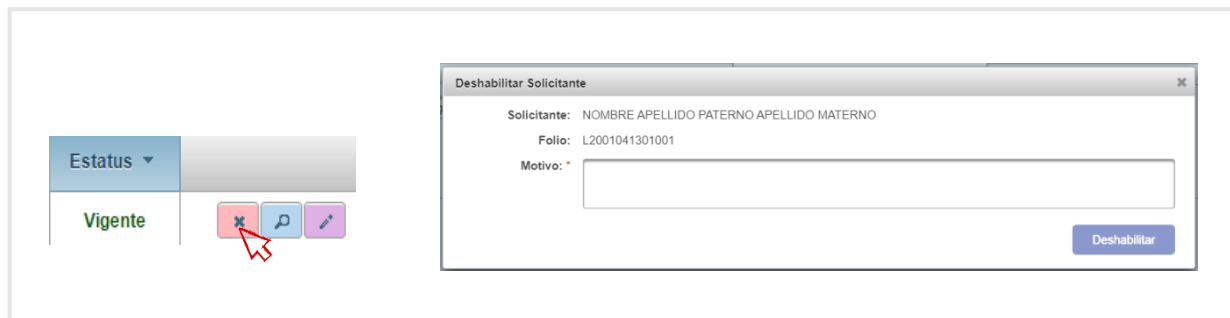 Estatus
Vigente
Deshabilitar Solicitante
Solicitante: NOMBRE APELLIDO PATERNO APELLIDO MATERNO
Folio: L2001041301001
Motivo: *
Deshabilitar